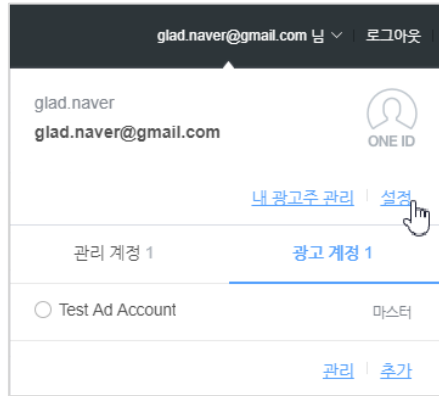 glad.naver@gmail.com 님 로그아웃
glad.naver
glad.naver@gmail.com
ONE ID
내 광고주 관리 설정
관리 계정 1 광고 계정 1
Test Ad Account 마스터
관리 추가